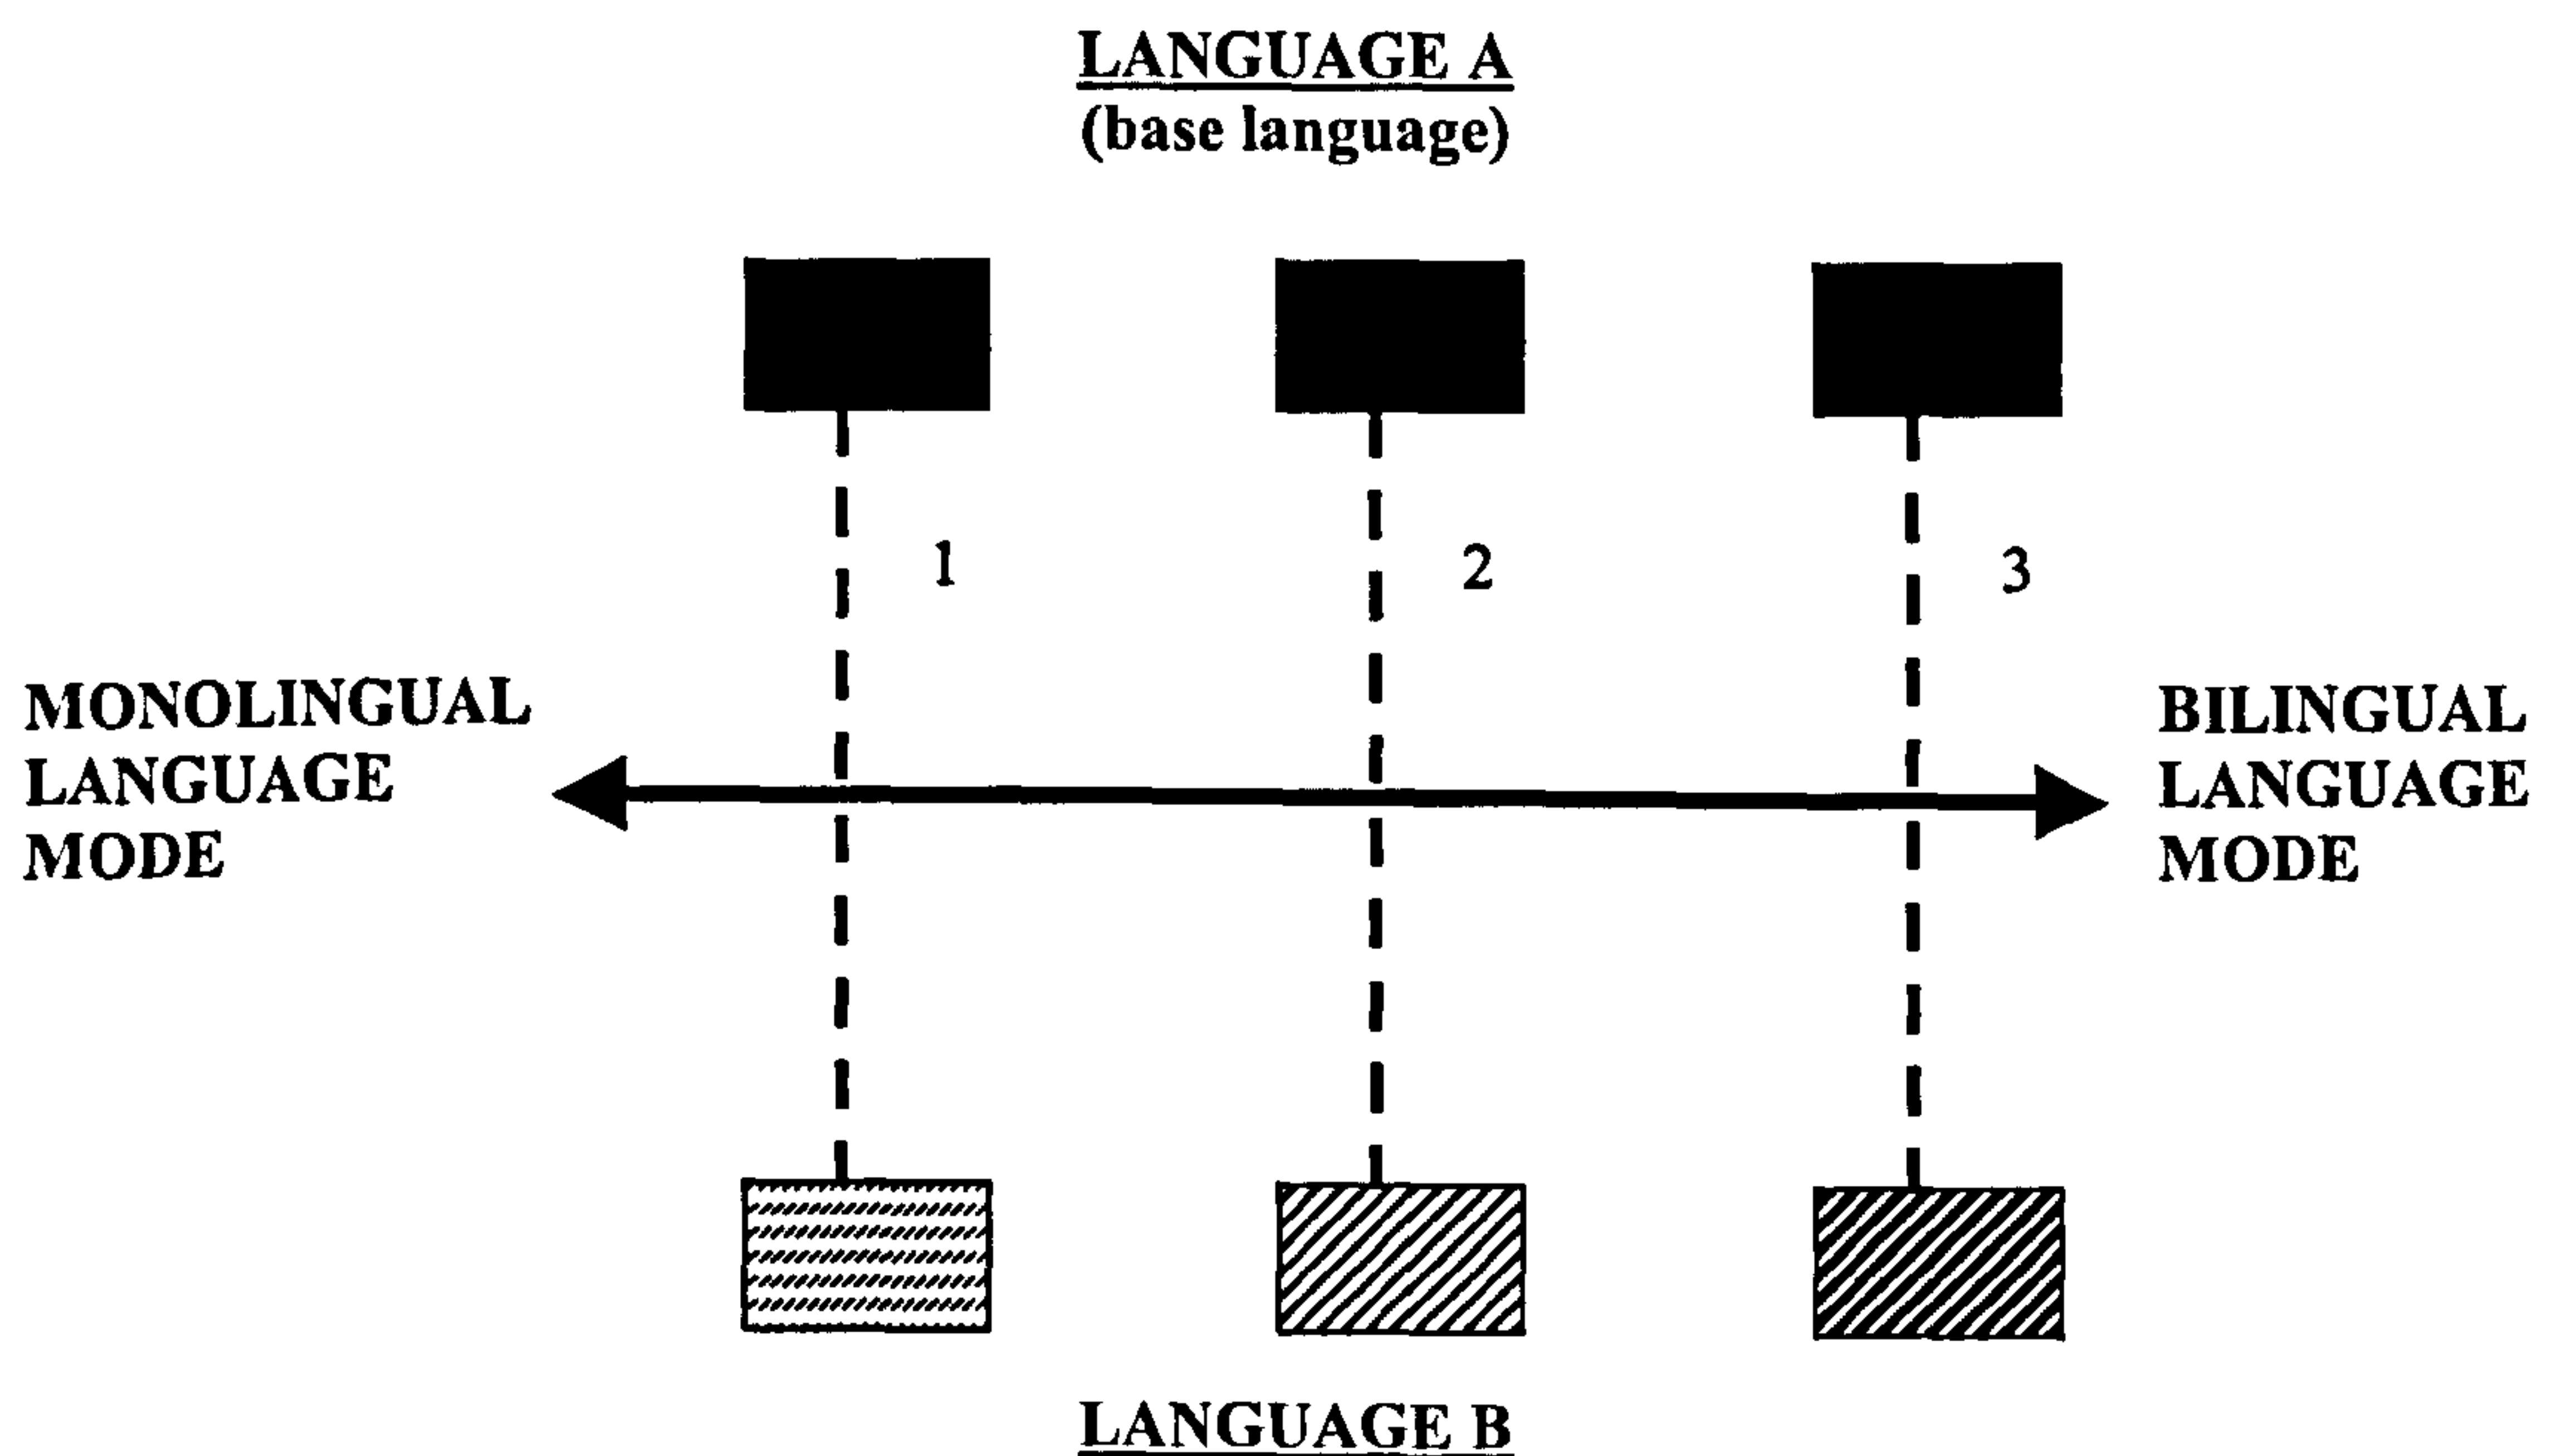 LANGUAGE A
(base language)
1
2
3
MONOLINGUAL
LANGUAGE
MODE
BILINGUAL
LANGUAGE
MODE
LANGUAGE B